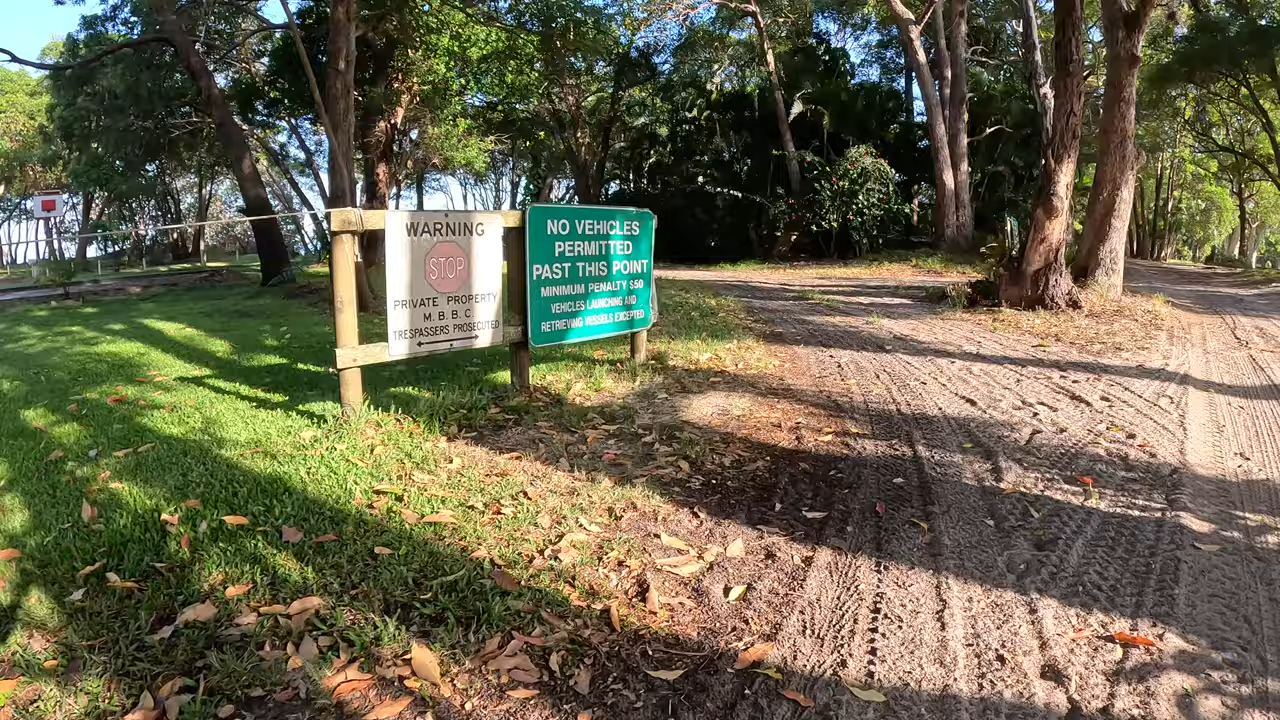 WARNING
STOP
PRIVATE PROPERTY
M.B.B.C.
TRESPASSERS PROSECUTED
NO VEHICLES
PERMITTED
PAST THIS POINT
MINIMUM PENALTY $50
VEHICLES LAUNCHING AND
RETRIEVING VESSELS EXCEPTED